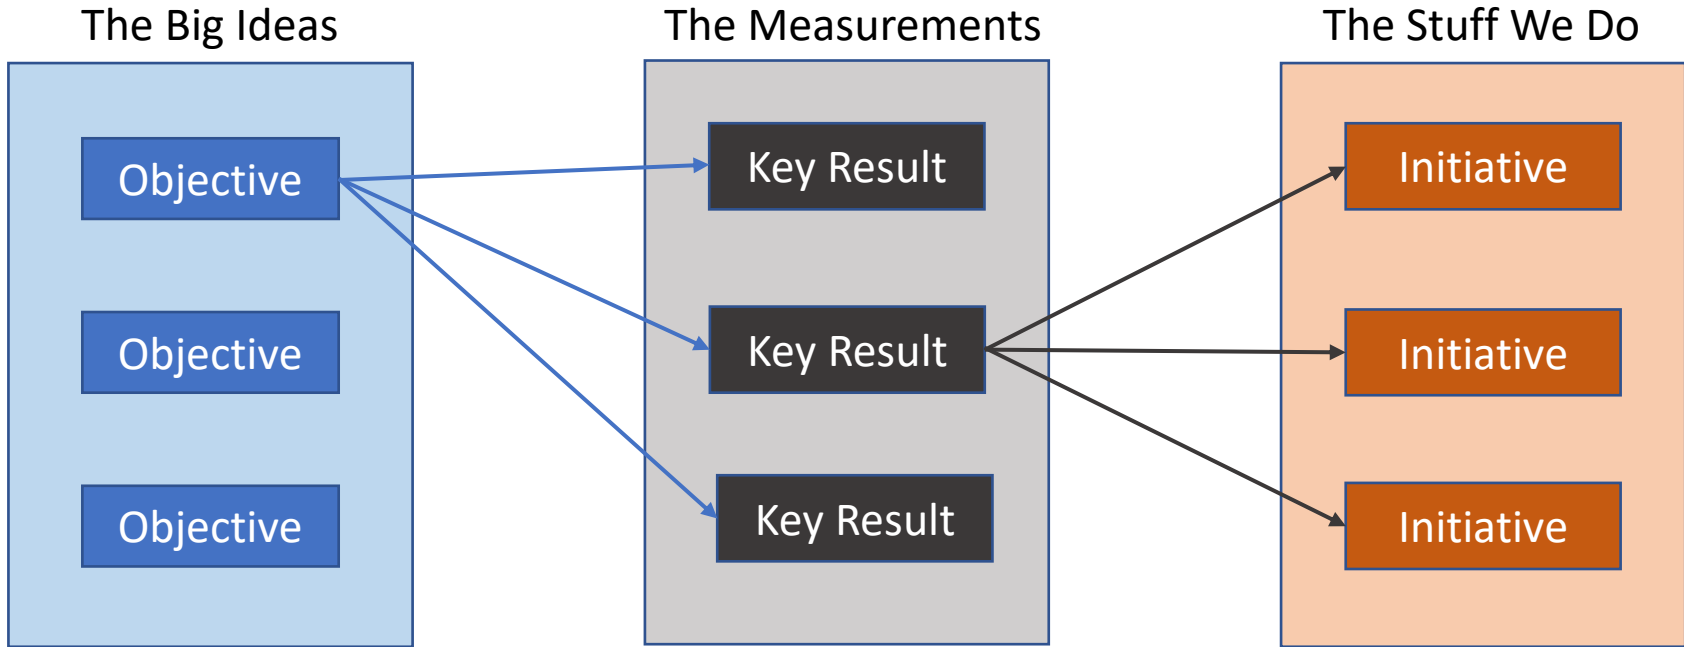 The Big Ideas
Objective
Objective
Objective
The Measurements
Key Result
Key Result
Key Result
The Stuff We Do
Initiative
Initiative
Initiative